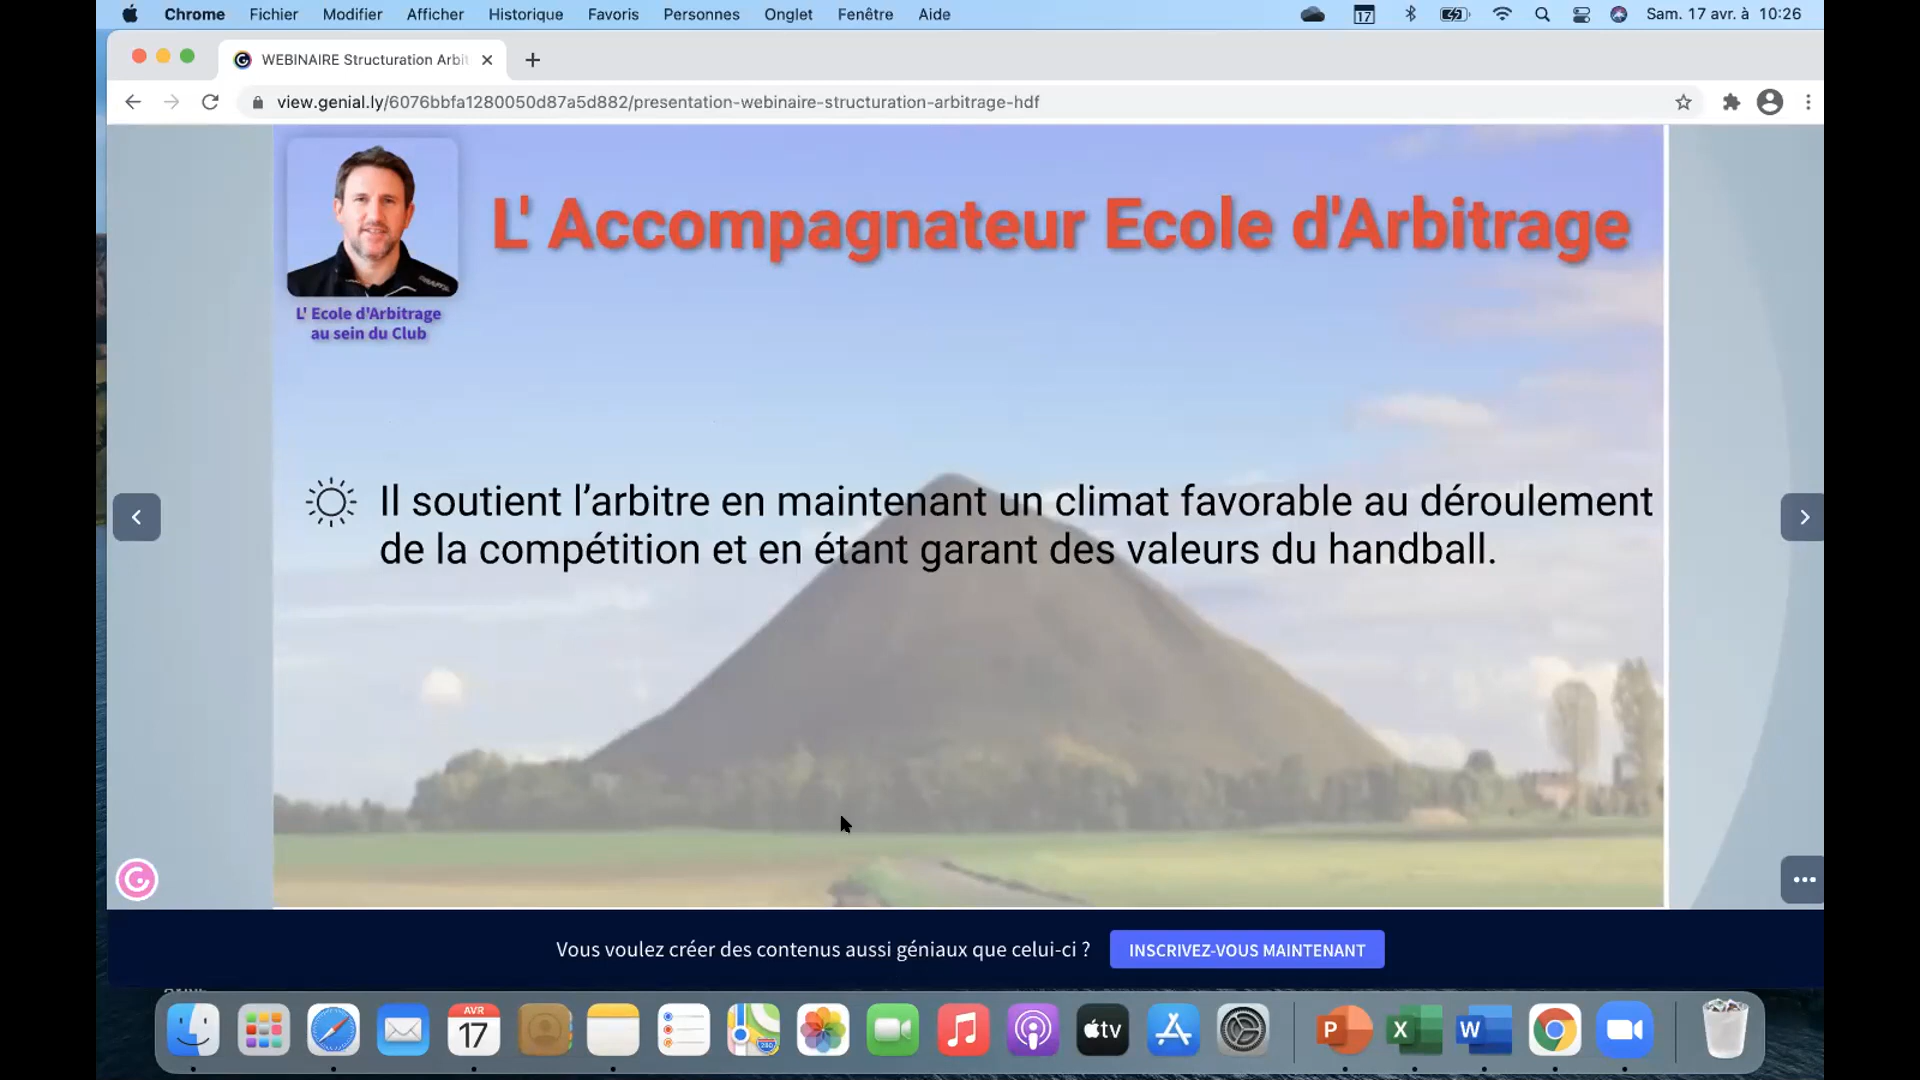 Chrome Fichier Modifier Afficher Historique Favoris Personnes Onglet Fenêtre Aide 17 Sam. 17 avr. à 10:26
WEBINAIRE Structuration Arbit
view.genial.ly/6076bbfa1280050d87a5d882/presentation-webinaire-structuration-arbitrage-hdf
L' Accompagnateur Ecole d'Arbitrage
L' Ecole d'Arbitrage
au sein du Club
Il soutient l’arbitre en maintenant un climat favorable au déroulement
de la compétition et en étant garant des valeurs du handball.
Vous voulez créer des contenus aussi géniaux que celui-ci ? INSCRIVEZ-VOUS MAINTENANT
AVR
17
280
tv
P X W